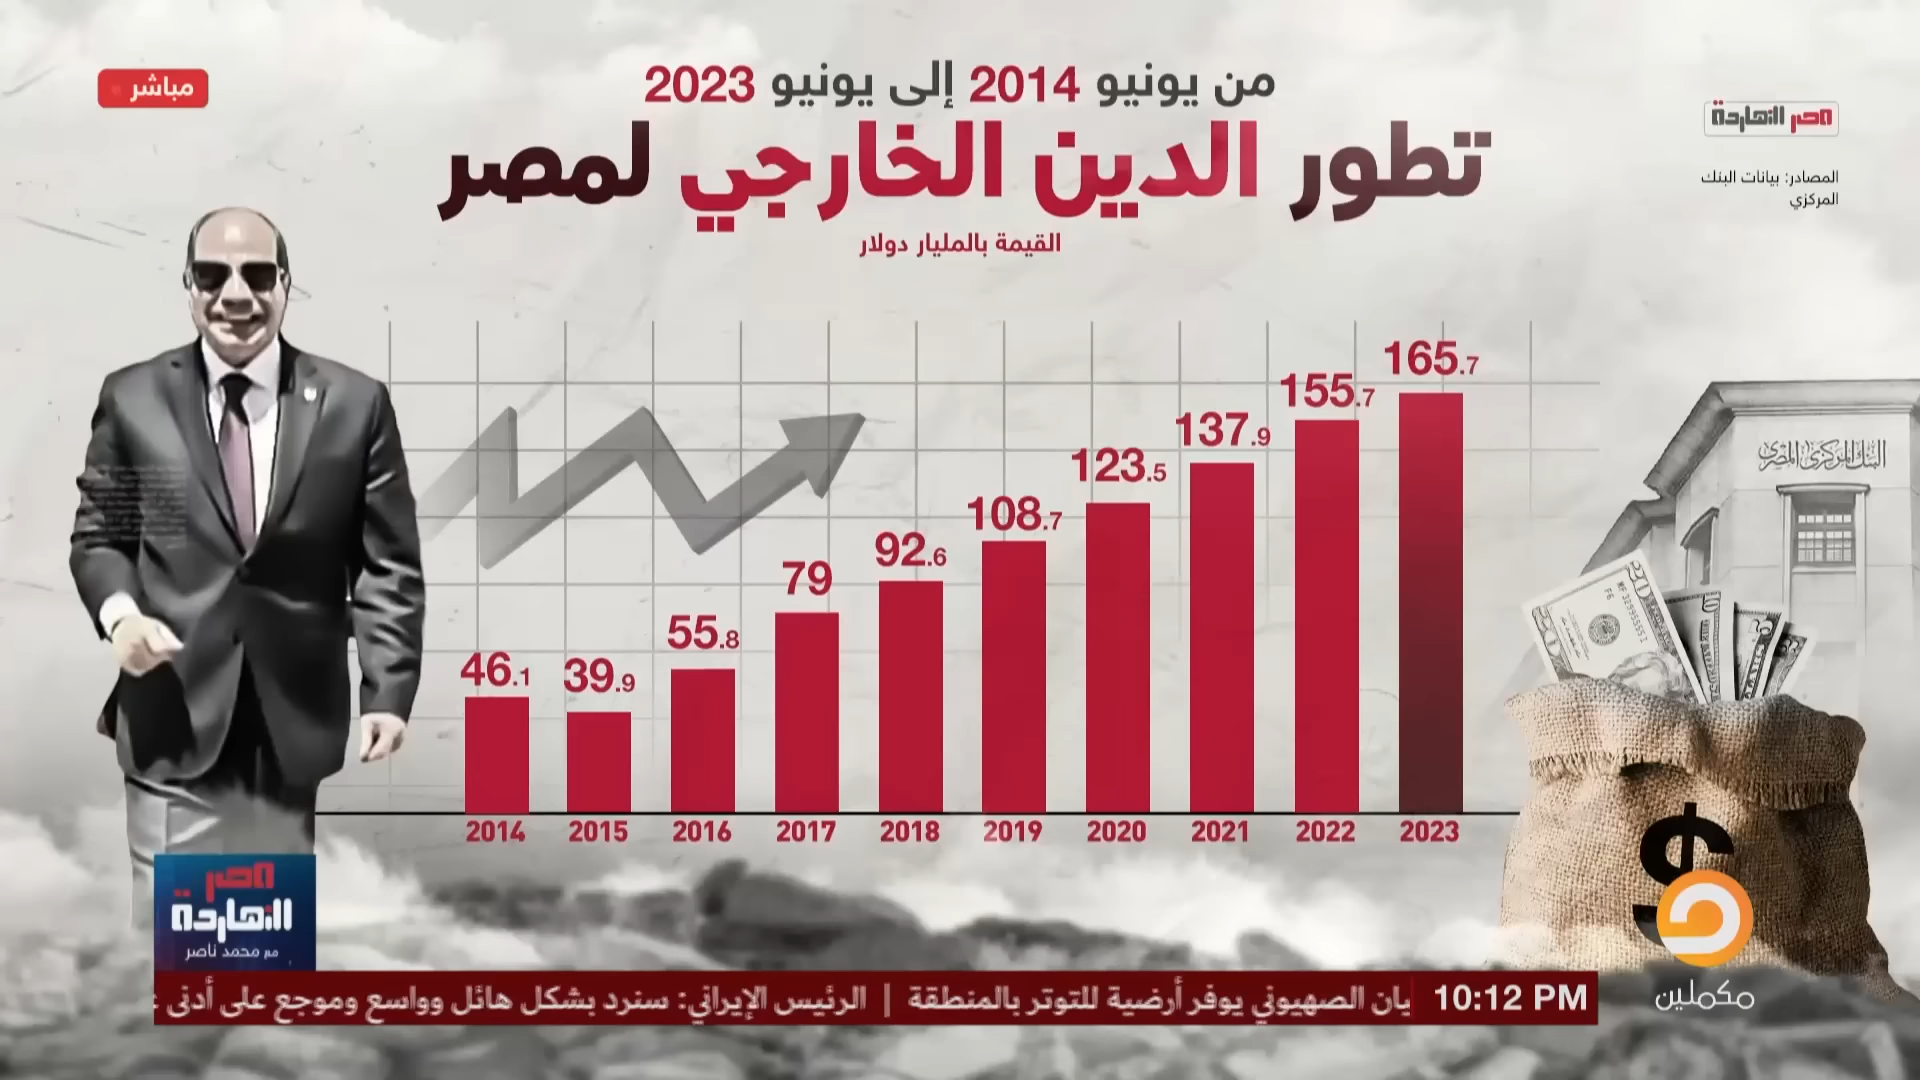 مباشر
من يونيو 2014 إلى يونيو 2023
تطور الدين الخارجي لمصر
القيمة بالمليار دولار
مصر النهاردة
المصادر: بيانات البنك
المركزي
46.1
39.9
55.8
79
92.6
108.7
123.5
137.9
155.7
165.7
2014
2015
2016
2017
2018
2019
2020
2021
2022
2023
البنك المركزي المصري
20
10
5
$
مصر
النهاردة
مع محمد ناصر
10:12 PM
يان الصهيوني يوفر أرضية للتوتر بالمنطقة | الرئيس الإيراني: سنرد بشكل هائل وواسع وموجع على أدنى
مكملين